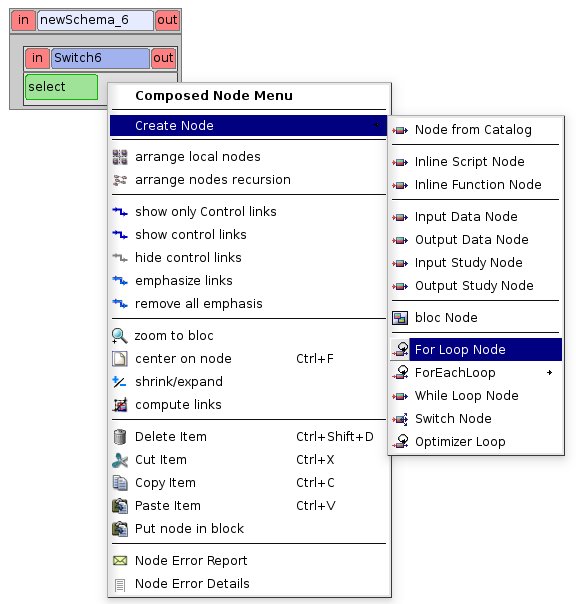 in newSchema_6 out
in Switch6 out
select
Composed Node Menu
Create Node
arrange local nodes
arrange nodes recursion
show only Control links
show control links
hide control links
emphasize links
remove all emphasis
zoom to bloc
center on node Ctrl+F
shrink/expand
compute links
Delete Item Ctrl+Shift+D
Cut Item Ctrl+X
Copy Item Ctrl+C
Paste Item Ctrl+V
Put node in block
Node Error Report
Node Error Details
Node from Catalog
Inline Script Node
Inline Function Node
Input Data Node
Output Data Node
Input Study Node
Output Study Node
bloc Node
For Loop Node
ForEachLoop
While Loop Node
Switch Node
Optimizer Loop